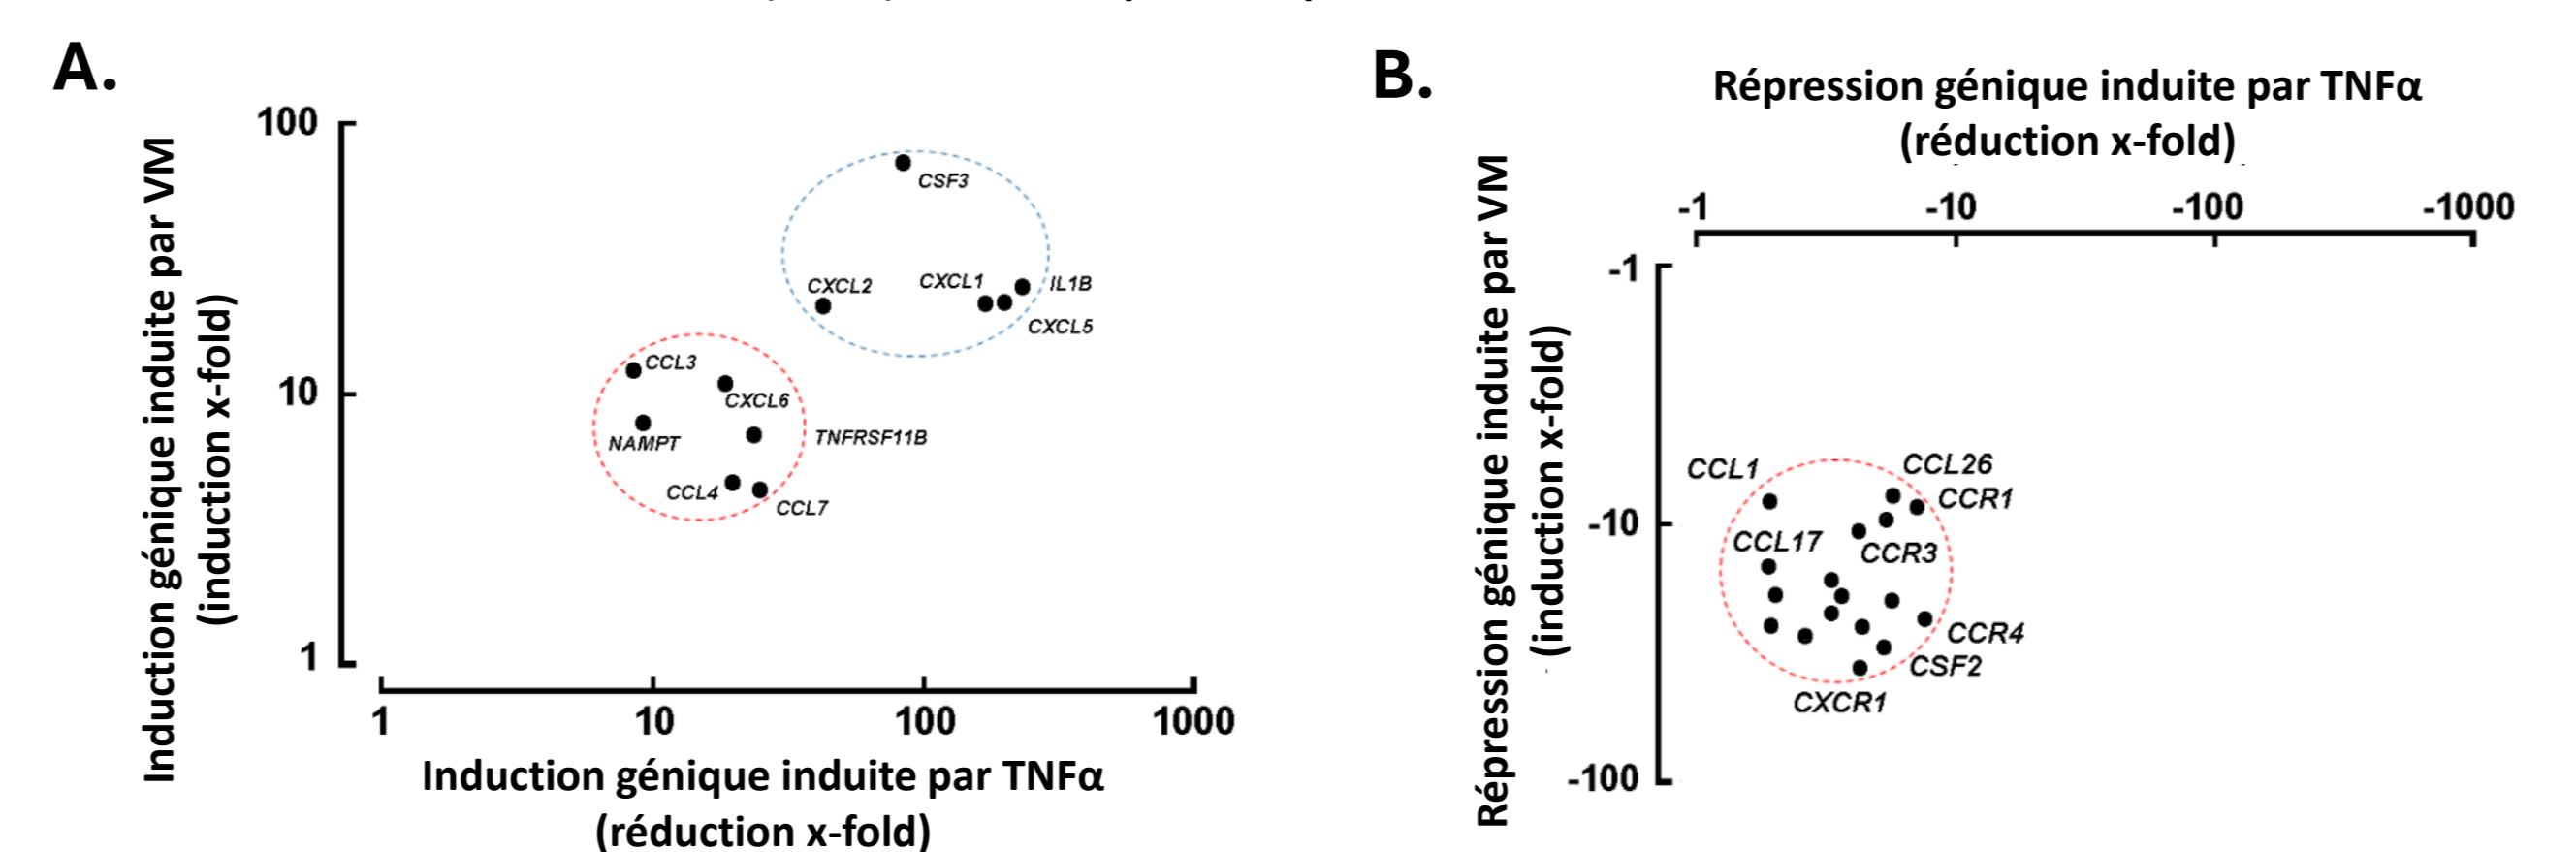 A.
Induction génique induite par VM
(induction x-fold)
100
10
1
CSF3
CXCL2
CXCL1
IL1B
CXCL5
CCL3
CXCL6
NAMPT
TNFRSF11B
CCL4
CCL7
1
10
100
1000
Induction génique induite par TNFα
(réduction x-fold)
B.
Répression génique induite par TNFα
(réduction x-fold)
-1
-10
-100
-1000
Répression génique induite par VM
(induction x-fold)
-1
-10
-100
CCL1
CCL26
CCR1
CCL17
CCR3
CCR4
CSF2
CXCR1